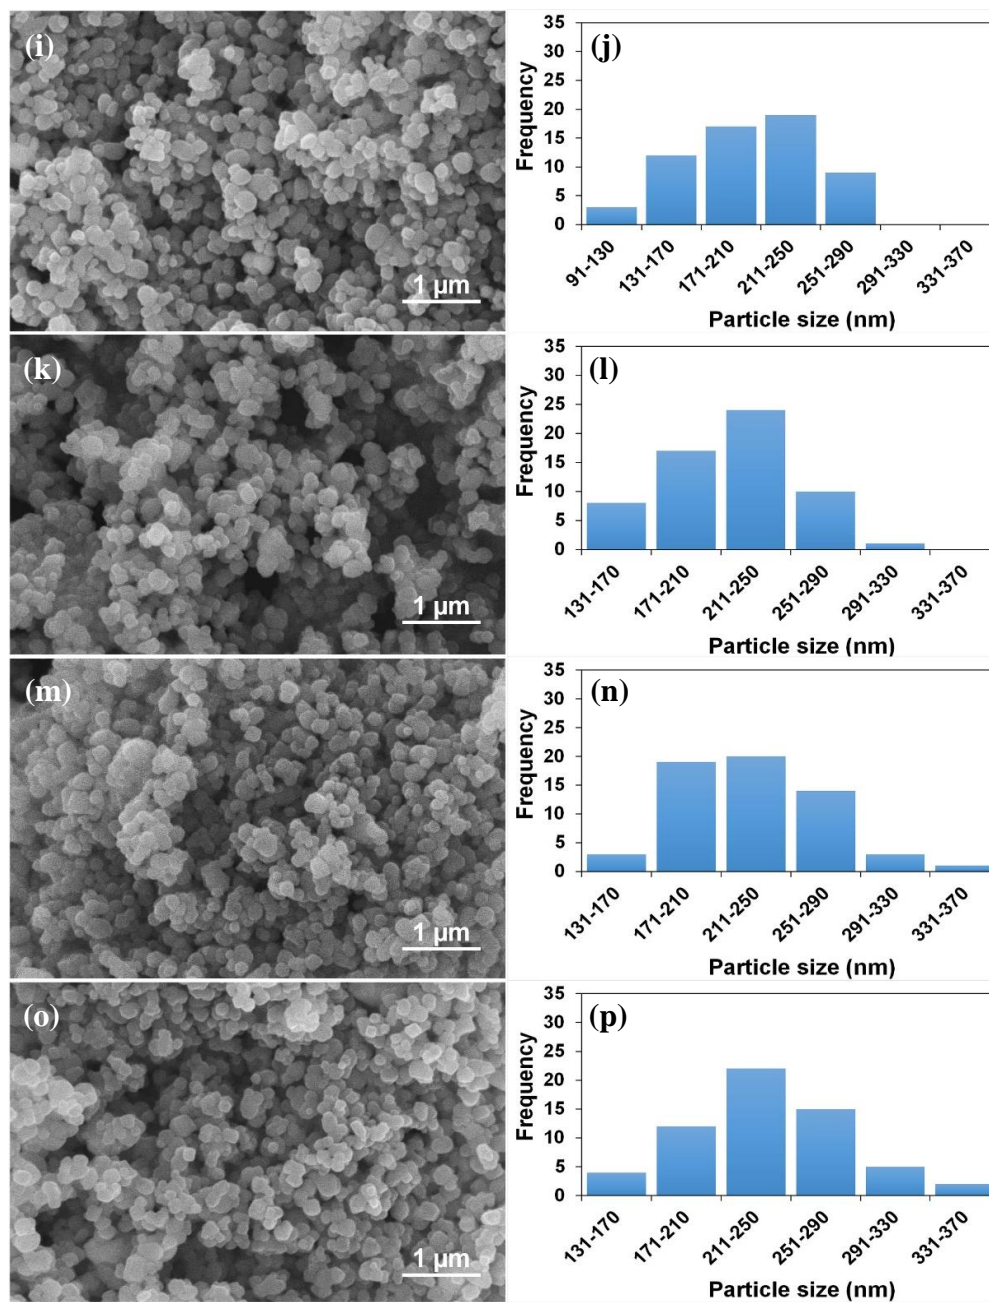 (i)
1 µm
(j)
Frequency
35
30
25
20
15
10
5
0
91-130
131-170
171-210
211-250
251-290
291-330
331-370
Particle size (nm)
(k)
1 µm
(l)
Frequency
35
30
25
20
15
10
5
0
131-170
171-210
211-250
251-290
291-330
331-370
Particle size (nm)
(m)
1 µm
(n)
Frequency
35
30
25
20
15
10
5
0
131-170
171-210
211-250
251-290
291-330
331-370
Particle size (nm)
(o)
1 µm
(p)
Frequency
35
30
25
20
15
10
5
0
131-170
171-210
211-250
251-290
291-330
331-370
Particle size (nm)